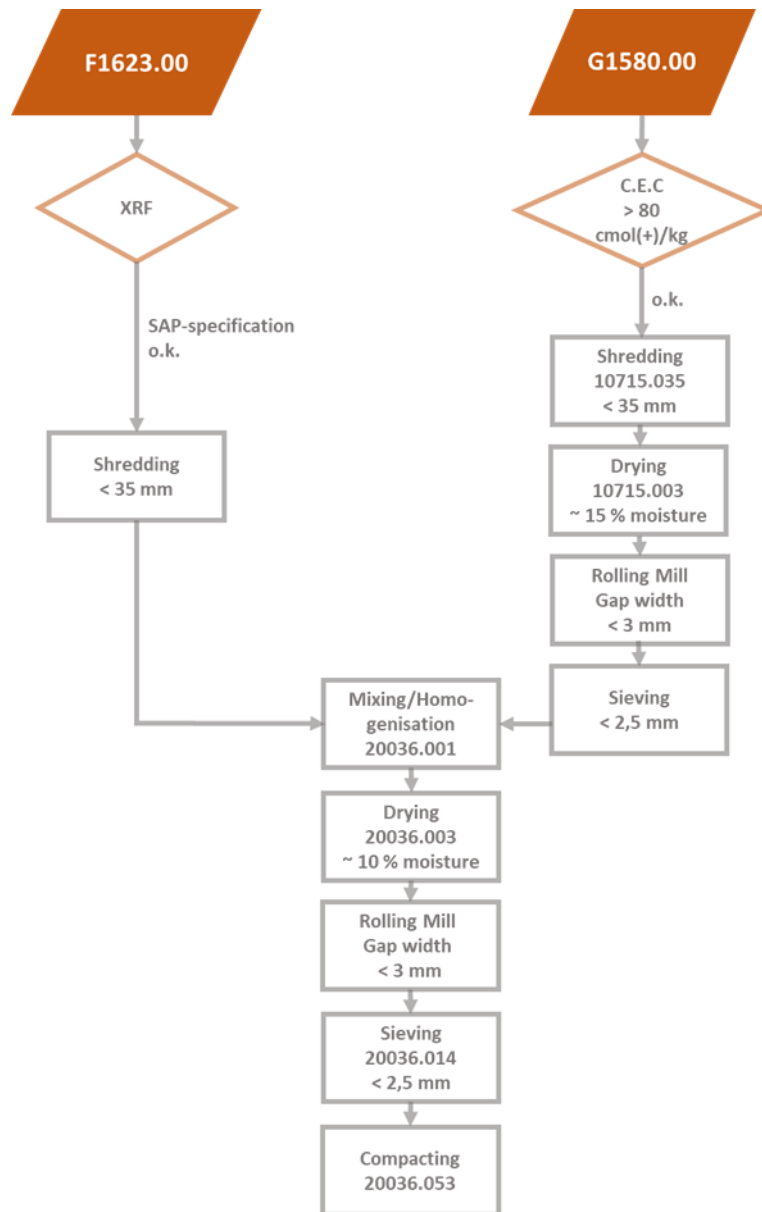 F1623.00
XRF
SAP-specification
o.k.
Shredding
< 35 mm
G1580.00
C.E.C
> 80
cmol(+)/kg
o.k.
Shredding
10715.035
< 35 mm
Drying
10715.003
~ 15 % moisture
Rolling Mill
Gap width
< 3 mm
Sieving
< 2,5 mm
Mixing/Homo-
genisation
20036.001
Drying
20036.003
~ 10 % moisture
Rolling Mill
Gap width
< 3 mm
Sieving
20036.014
< 2,5 mm
Compacting
20036.053